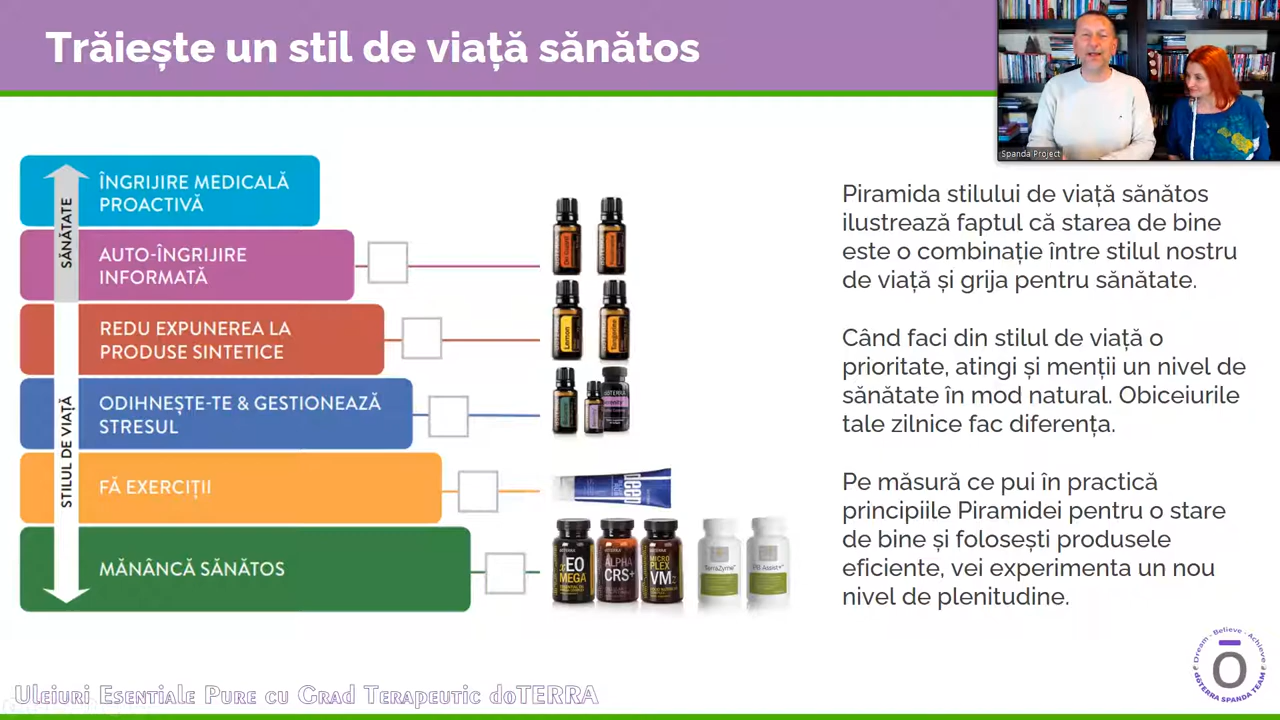 Trăiește un stil de viață sănătos
Spanda Project
SĂNĂTATE
STILUL DE VIAȚĂ
ÎNGRIJIRE MEDICALĂ
PROACTIVĂ
AUTO-ÎNGRIJIRE
INFORMATĂ
REDU EXPUNEREA LA
PRODUSE SINTETICE
ODIHNEȘTE-TE & GESTIONEAZĂ
STRESUL
FĂ EXERCIȚII
MĂNÂNCĂ SĂNĂTOS
Lemon
Tangerine
EO
MEGA
ALPHA
CRS+
MICRO
PLEX
VMz
TerraZyme
PB Assist+
Piramida stilului de viață sănătos
ilustrează faptul că starea de bine
este o combinație între stilul nostru
de viață și grija pentru sănătate.
Când faci din stilul de viață o
prioritate, atingi și menții un nivel de
sănătate în mod natural. Obiceiurile
tale zilnice fac diferența.
Pe măsură ce pui în practică
principiile Piramidei pentru o stare
de bine și folosești produsele
eficiente, vei experimenta un nou
nivel de plenitudine.
Uleiuri Esentiale Pure cu Grad Terapeutic doTERRA
Dream - Believe - Achieve
doTERRA SPANDA TEAM